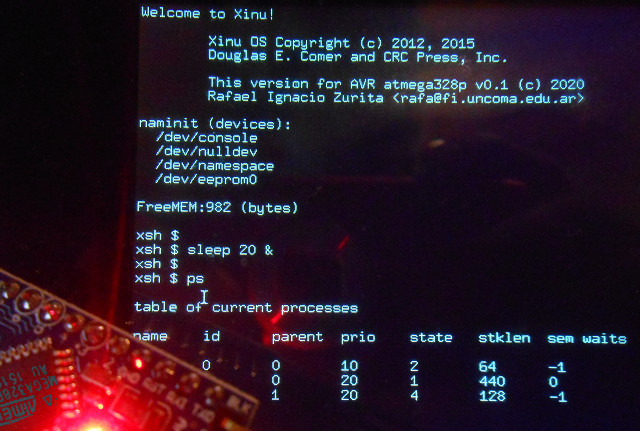 Welcome to Xinu!
Xinu OS Copyright (c) 2012, 2015
Douglas E. Comer and CRC Press, Inc.
This version for AVR atmega328p v0.1 (c) 2020
Rafael Ignacio Zurita <rafa@fi.uncoma.edu.ar>
naminit (devices):
/dev/console
/dev/nulldev
/dev/namespace
/dev/eeprom0
FreeMEM:982 (bytes)
xsh $
xsh $ sleep 20 &
xsh $
xsh $ ps
table of current processes
name id parent prio state stklen sem waits
0 0 10 2 64 -1
0 20 1 440 0
1 20 4 128 -1
BLK